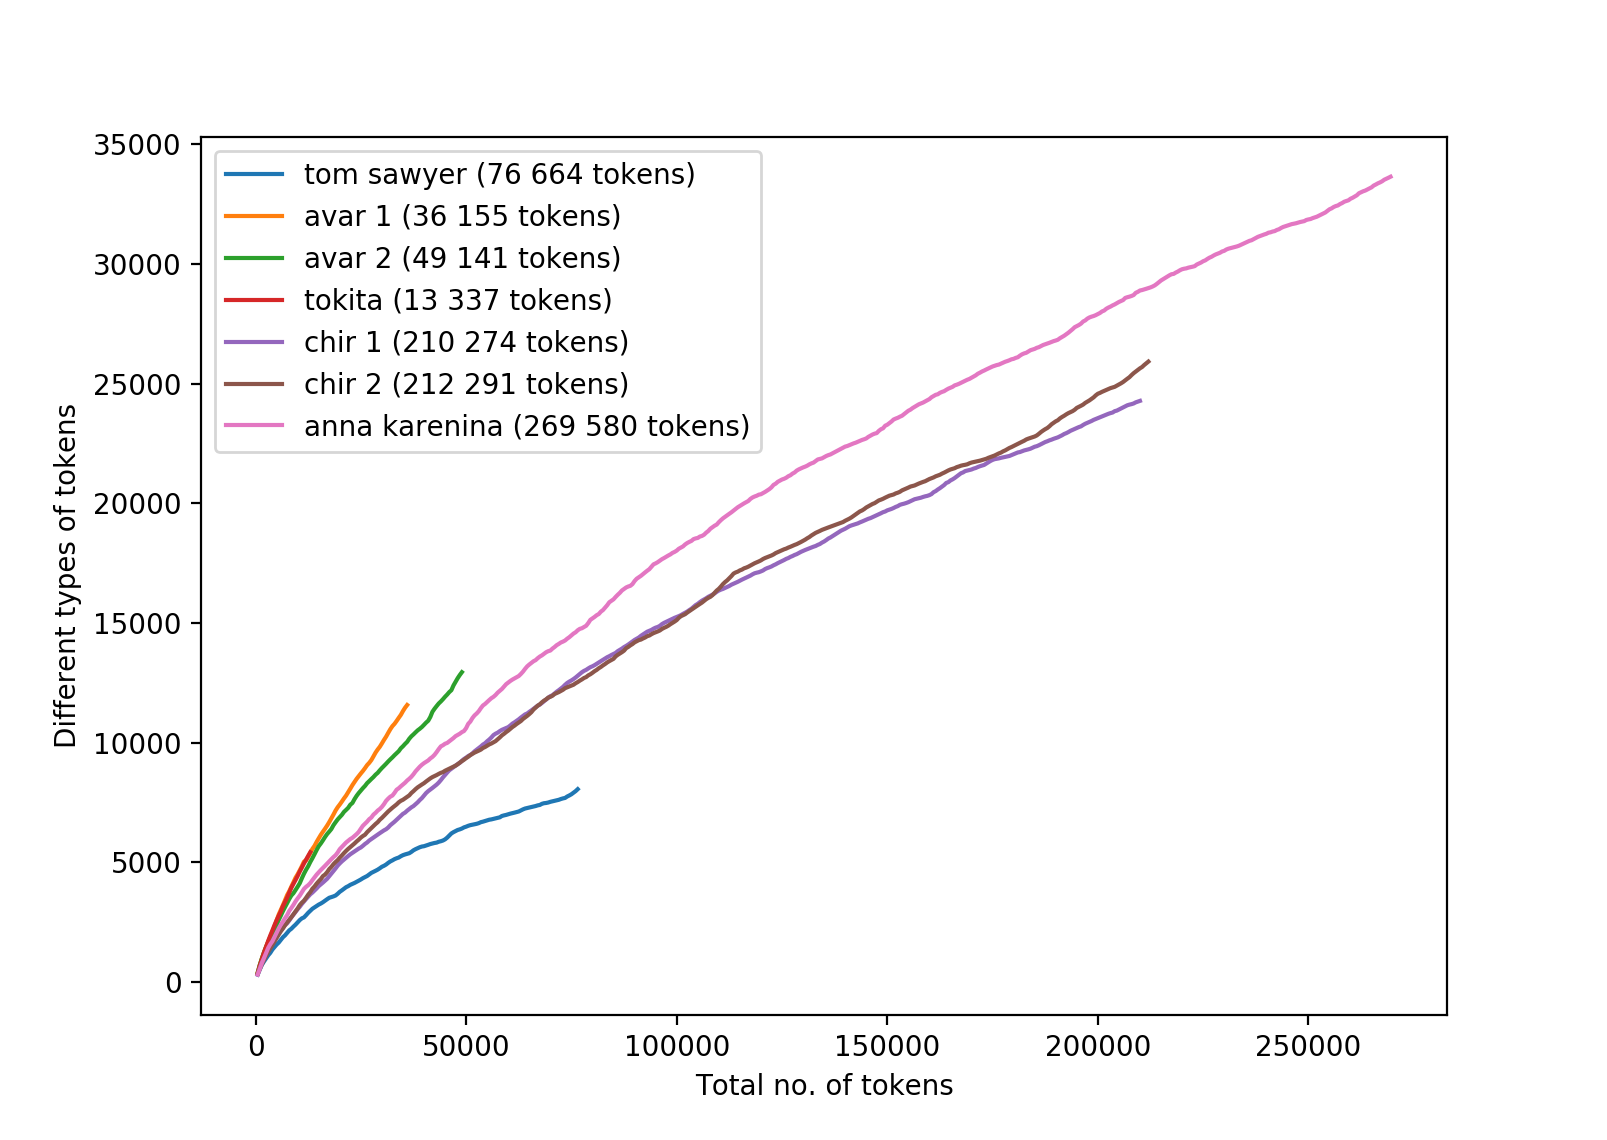 35000
30000
25000
20000
15000
10000
5000
0
Different types of tokens
tom sawyer (76 664 tokens)
avar 1 (36 155 tokens)
avar 2 (49 141 tokens)
tokita (13 337 tokens)
chir 1 (210 274 tokens)
chir 2 (212 291 tokens)
anna karenina (269 580 tokens)
0 50000 100000 150000 200000 250000
Total no. of tokens